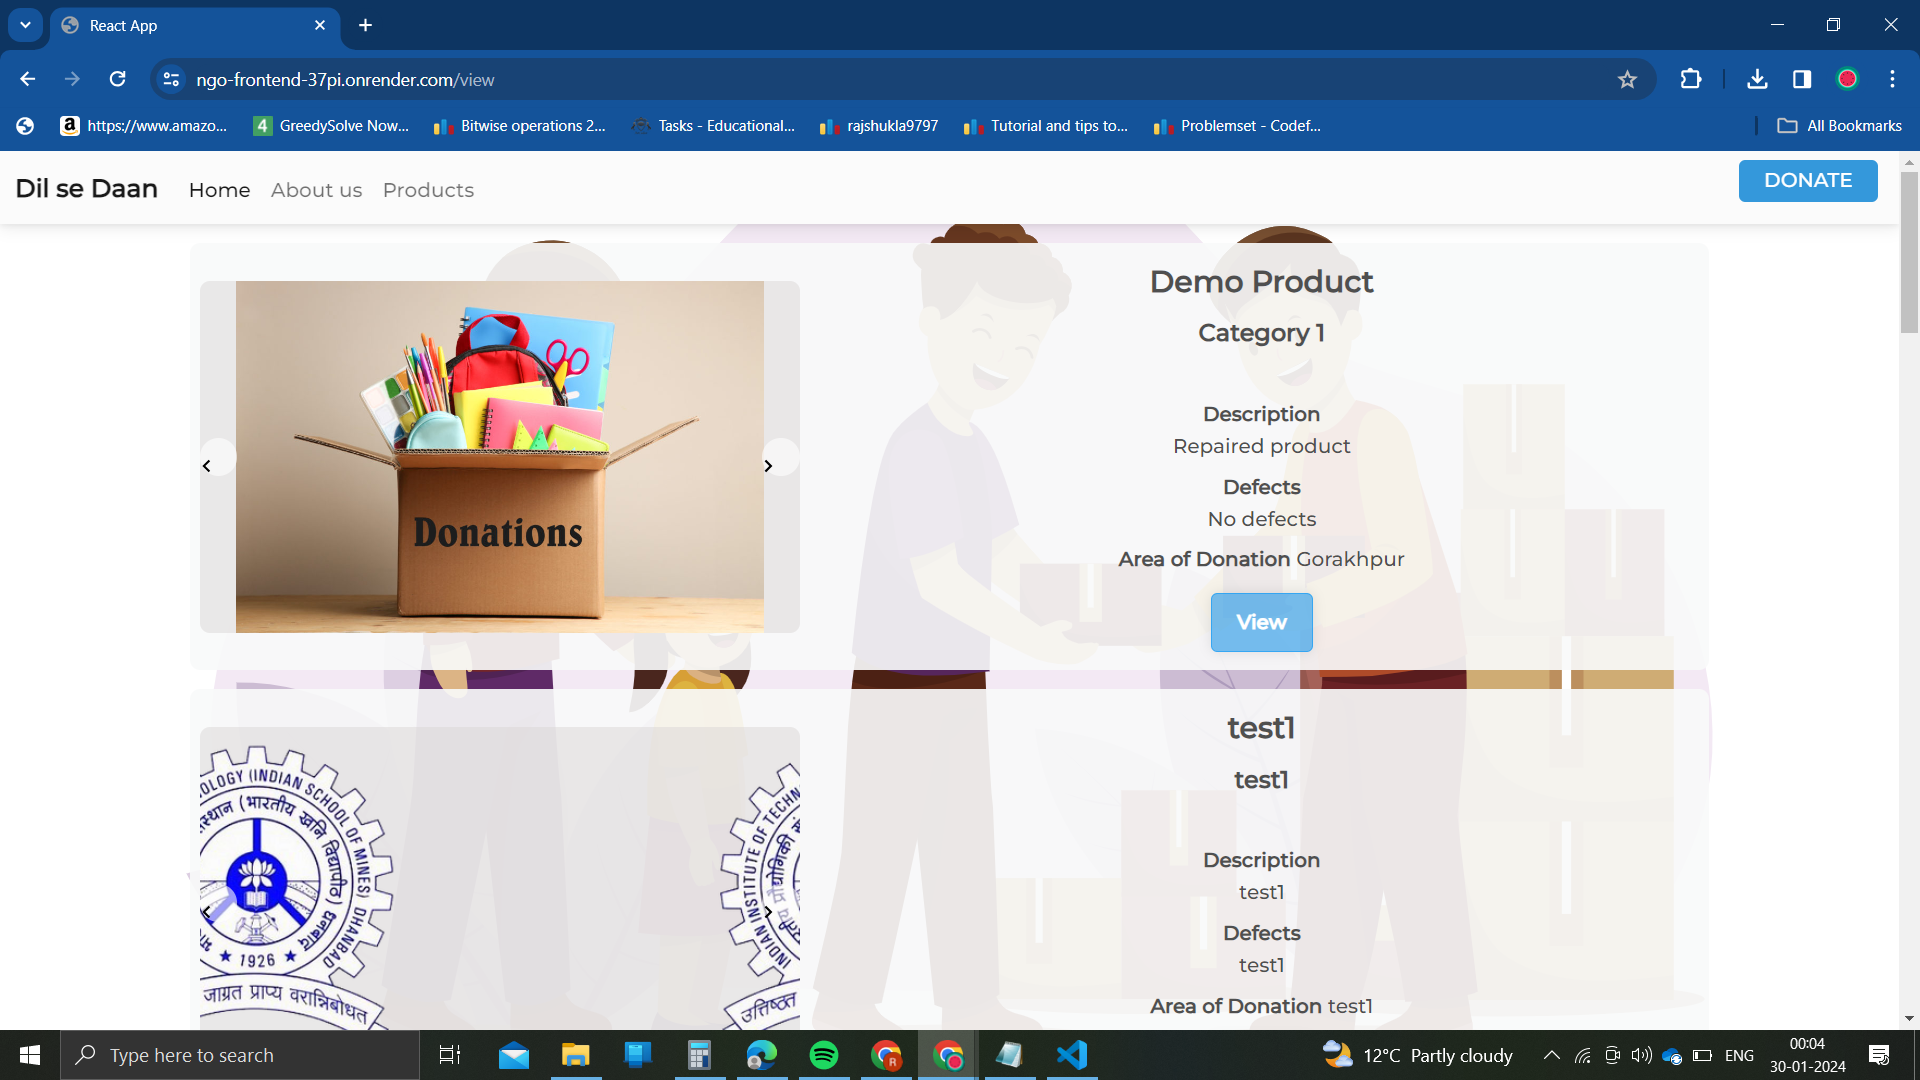 React App
ngo-frontend-37pi.onrender.com/view
https://www.amazo...
4 GreedySolve Now...
Bitwise operations 2...
Tasks - Educational...
rajshukla9797
Tutorial and tips to...
Problemset - Codef...
All Bookmarks
Dil se Daan
Home
About us
Products
DONATE
Donations
Demo Product
Category 1
Description
Repaired product
Defects
No defects
Area of Donation Gorakhpur
View
(INDIAN SCHOOL OF MINES) DHANBAD
(भारतीय खनि विद्यापीठ) धनबाद
★ 1926 ★
जाग्रत प्राप्य वरान्निबोधत
INDIAN INSTITUTE OF
उत्तिष्ठत
test1
test1
Description
test1
Defects
test1
Area of Donation test1
Type here to search
12°C Partly cloudy
ENG
00:04
30-01-2024